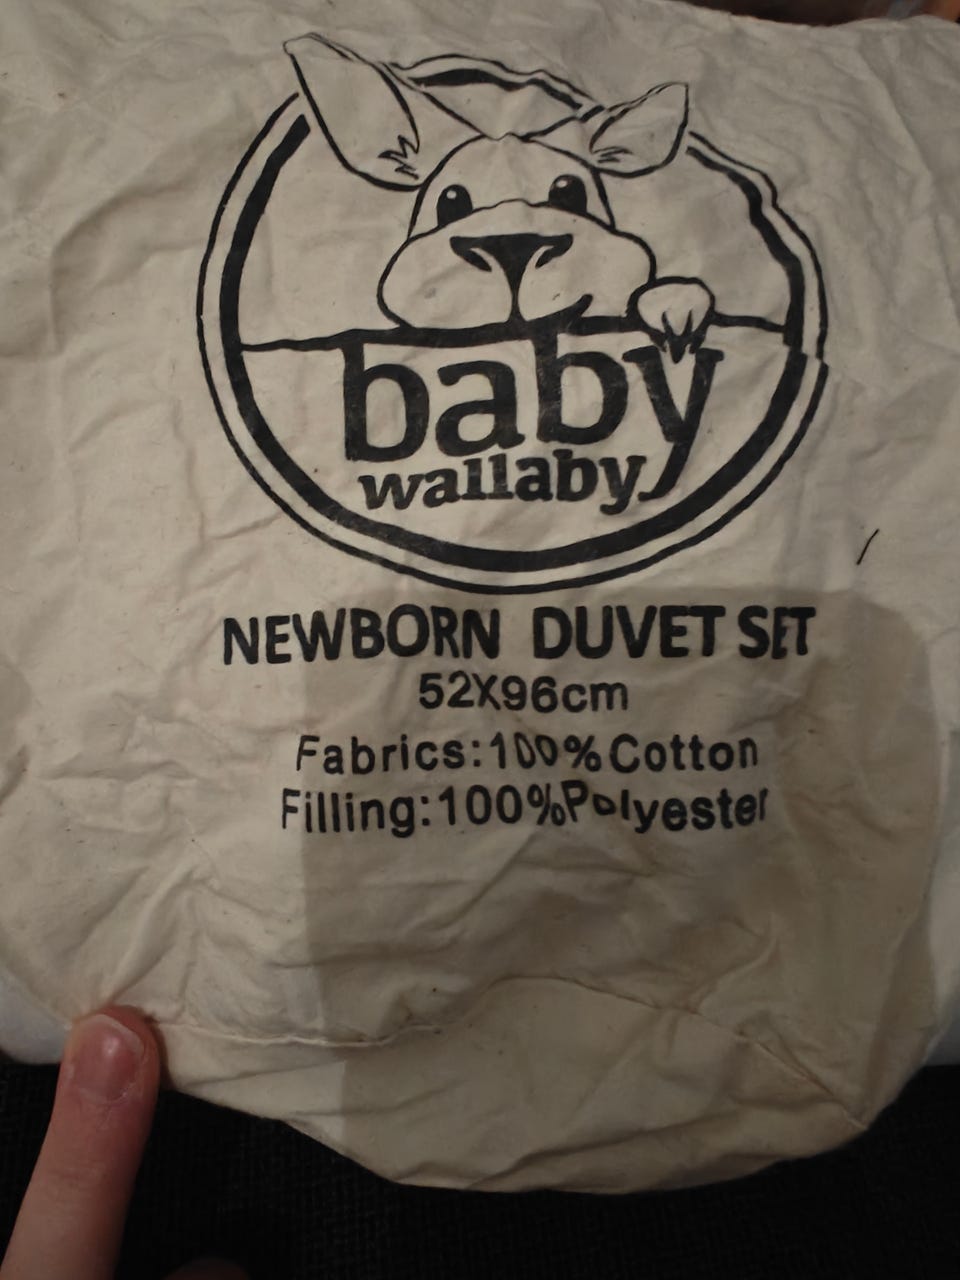 baby
wallaby
NEWBORN DUVET SET
52X96cm
Fabrics:100%Cotton
Filling:100%Polyester